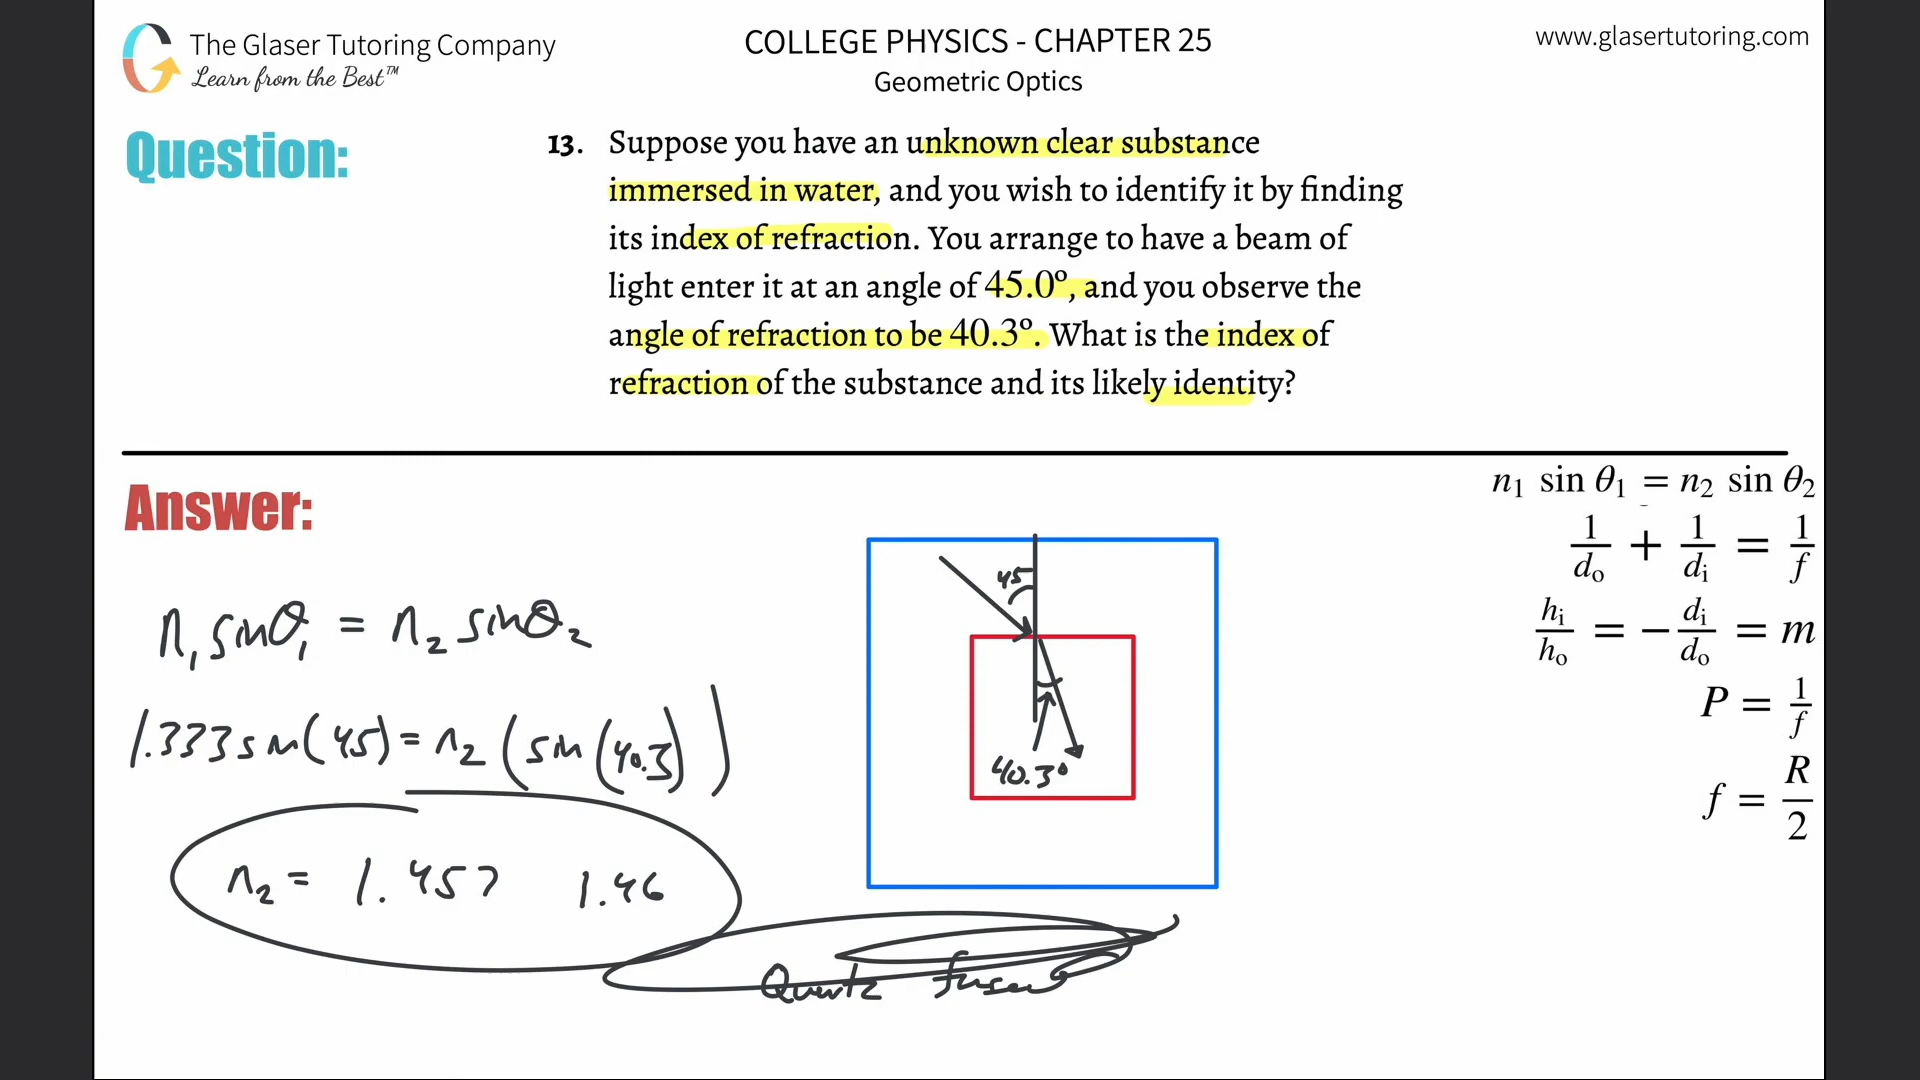 The Glaser Tutoring Company
Learn from the Best™
COLLEGE PHYSICS - CHAPTER 25
Geometric Optics
www.glasertutoring.com
Question:
13. Suppose you have an unknown clear substance
immersed in water, and you wish to identify it by finding
its index of refraction. You arrange to have a beam of
light enter it at an angle of 45.0º, and you observe the
angle of refraction to be 40.3º. What is the index of
refraction of the substance and its likely identity?
Answer:
n₁ sinθ₁ = n₂ sinθ₂
1.333 sin(45) = n₂ (sin(40.3))
n₂ = 1.457 1.46
45
40.3°
Quartz fused
n₁ sin θ₁ = n₂ sin θ₂
1/dₒ + 1/dᵢ = 1/f
hᵢ/hₒ = −dᵢ/dₒ = m
P = 1/f
f = R/2